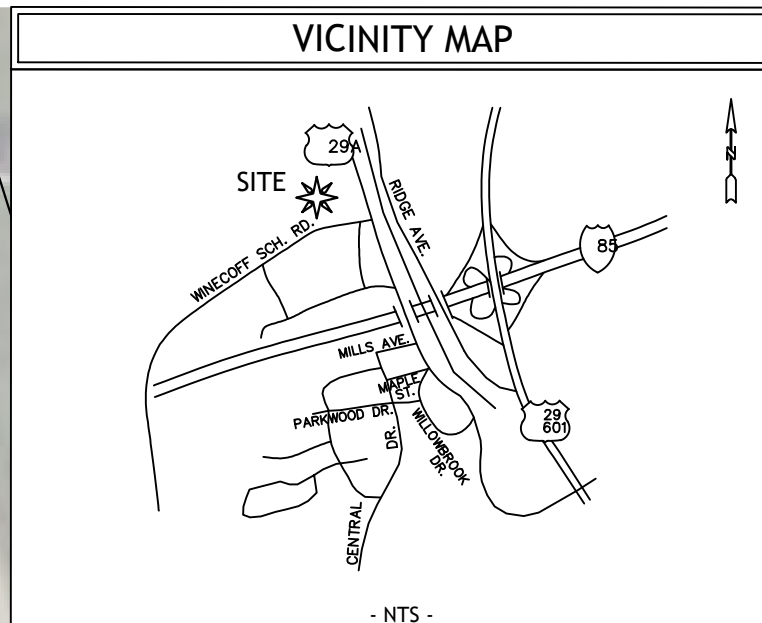 VICINITY MAP
29A
SITE
N
RIDGE AVE.
WINECOFF SCH. RD.
85
MILLS AVE.
MAPLE
ST.
PARKWOOD DR.
29
601
DR.
WILLOWBROOK
DR.
CENTRAL
- NTS -